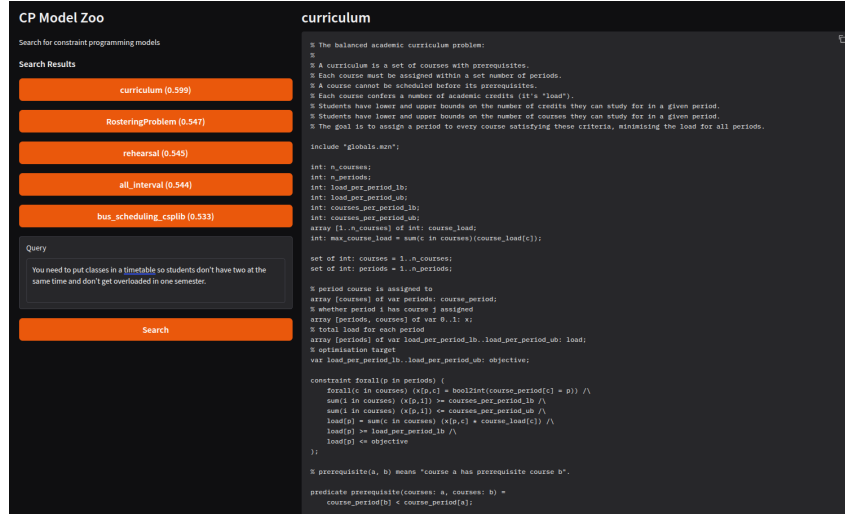 CP Model Zoo
Search for constraint programming models
Search Results
curriculum (0.599)
RosteringProblem (0.547)
rehearsal (0.545)
all_interval (0.544)
bus_scheduling_csplib (0.533)
Query
You need to put classes in a timetable so students don't have two at the
same time and don't get overloaded in one semester.
Search
curriculum
% The balanced academic curriculum problem:
%
% A curriculum is a set of courses with prerequisites.
% Each course must be assigned within a set number of periods.
% A course cannot be scheduled before its prerequisites.
% Each course confers a number of academic credits (it's "load").
% Students have lower and upper bounds on the number of credits they can study for in a given period.
% Students have lower and upper bounds on the number of courses they can study for in a given period.
% The goal is to assign a period to every course satisfying these criteria, minimising the load for all periods.
include "globals.mzn";
int: n_courses;
int: n_periods;
int: load_per_period_lb;
int: load_per_period_ub;
int: courses_per_period_lb;
int: courses_per_period_ub;
array [1..n_courses] of int: course_load;
int: max_course_load = sum(c in courses)(course_load[c]);
set of int: courses = 1..n_courses;
set of int: periods = 1..n_periods;
% period course is assigned to
array [courses] of var periods: course_period;
% whether period i has course j assigned
array [periods, courses] of var 0..1: x;
% total load for each period
array [periods] of var load_per_period_lb..load_per_period_ub: load;
% optimisation target
var load_per_period_lb..load_per_period_ub: objective;
constraint forall(p in periods) (
forall(c in courses) (x[p,c] = bool2int(course_period[c] = p)) /\
sum(i in courses) (x[p,i]) >= courses_per_period_lb /\
sum(i in courses) (x[p,i]) <= courses_per_period_ub /\
load[p] = sum(c in courses) (x[p,c] * course_load[c]) /\
load[p] >= load_per_period_lb /\
load[p] <= objective
);
% prerequisite(a, b) means "course a has prerequisite course b".
predicate prerequisite(courses: a, courses: b) =
course_period[b] < course_period[a];